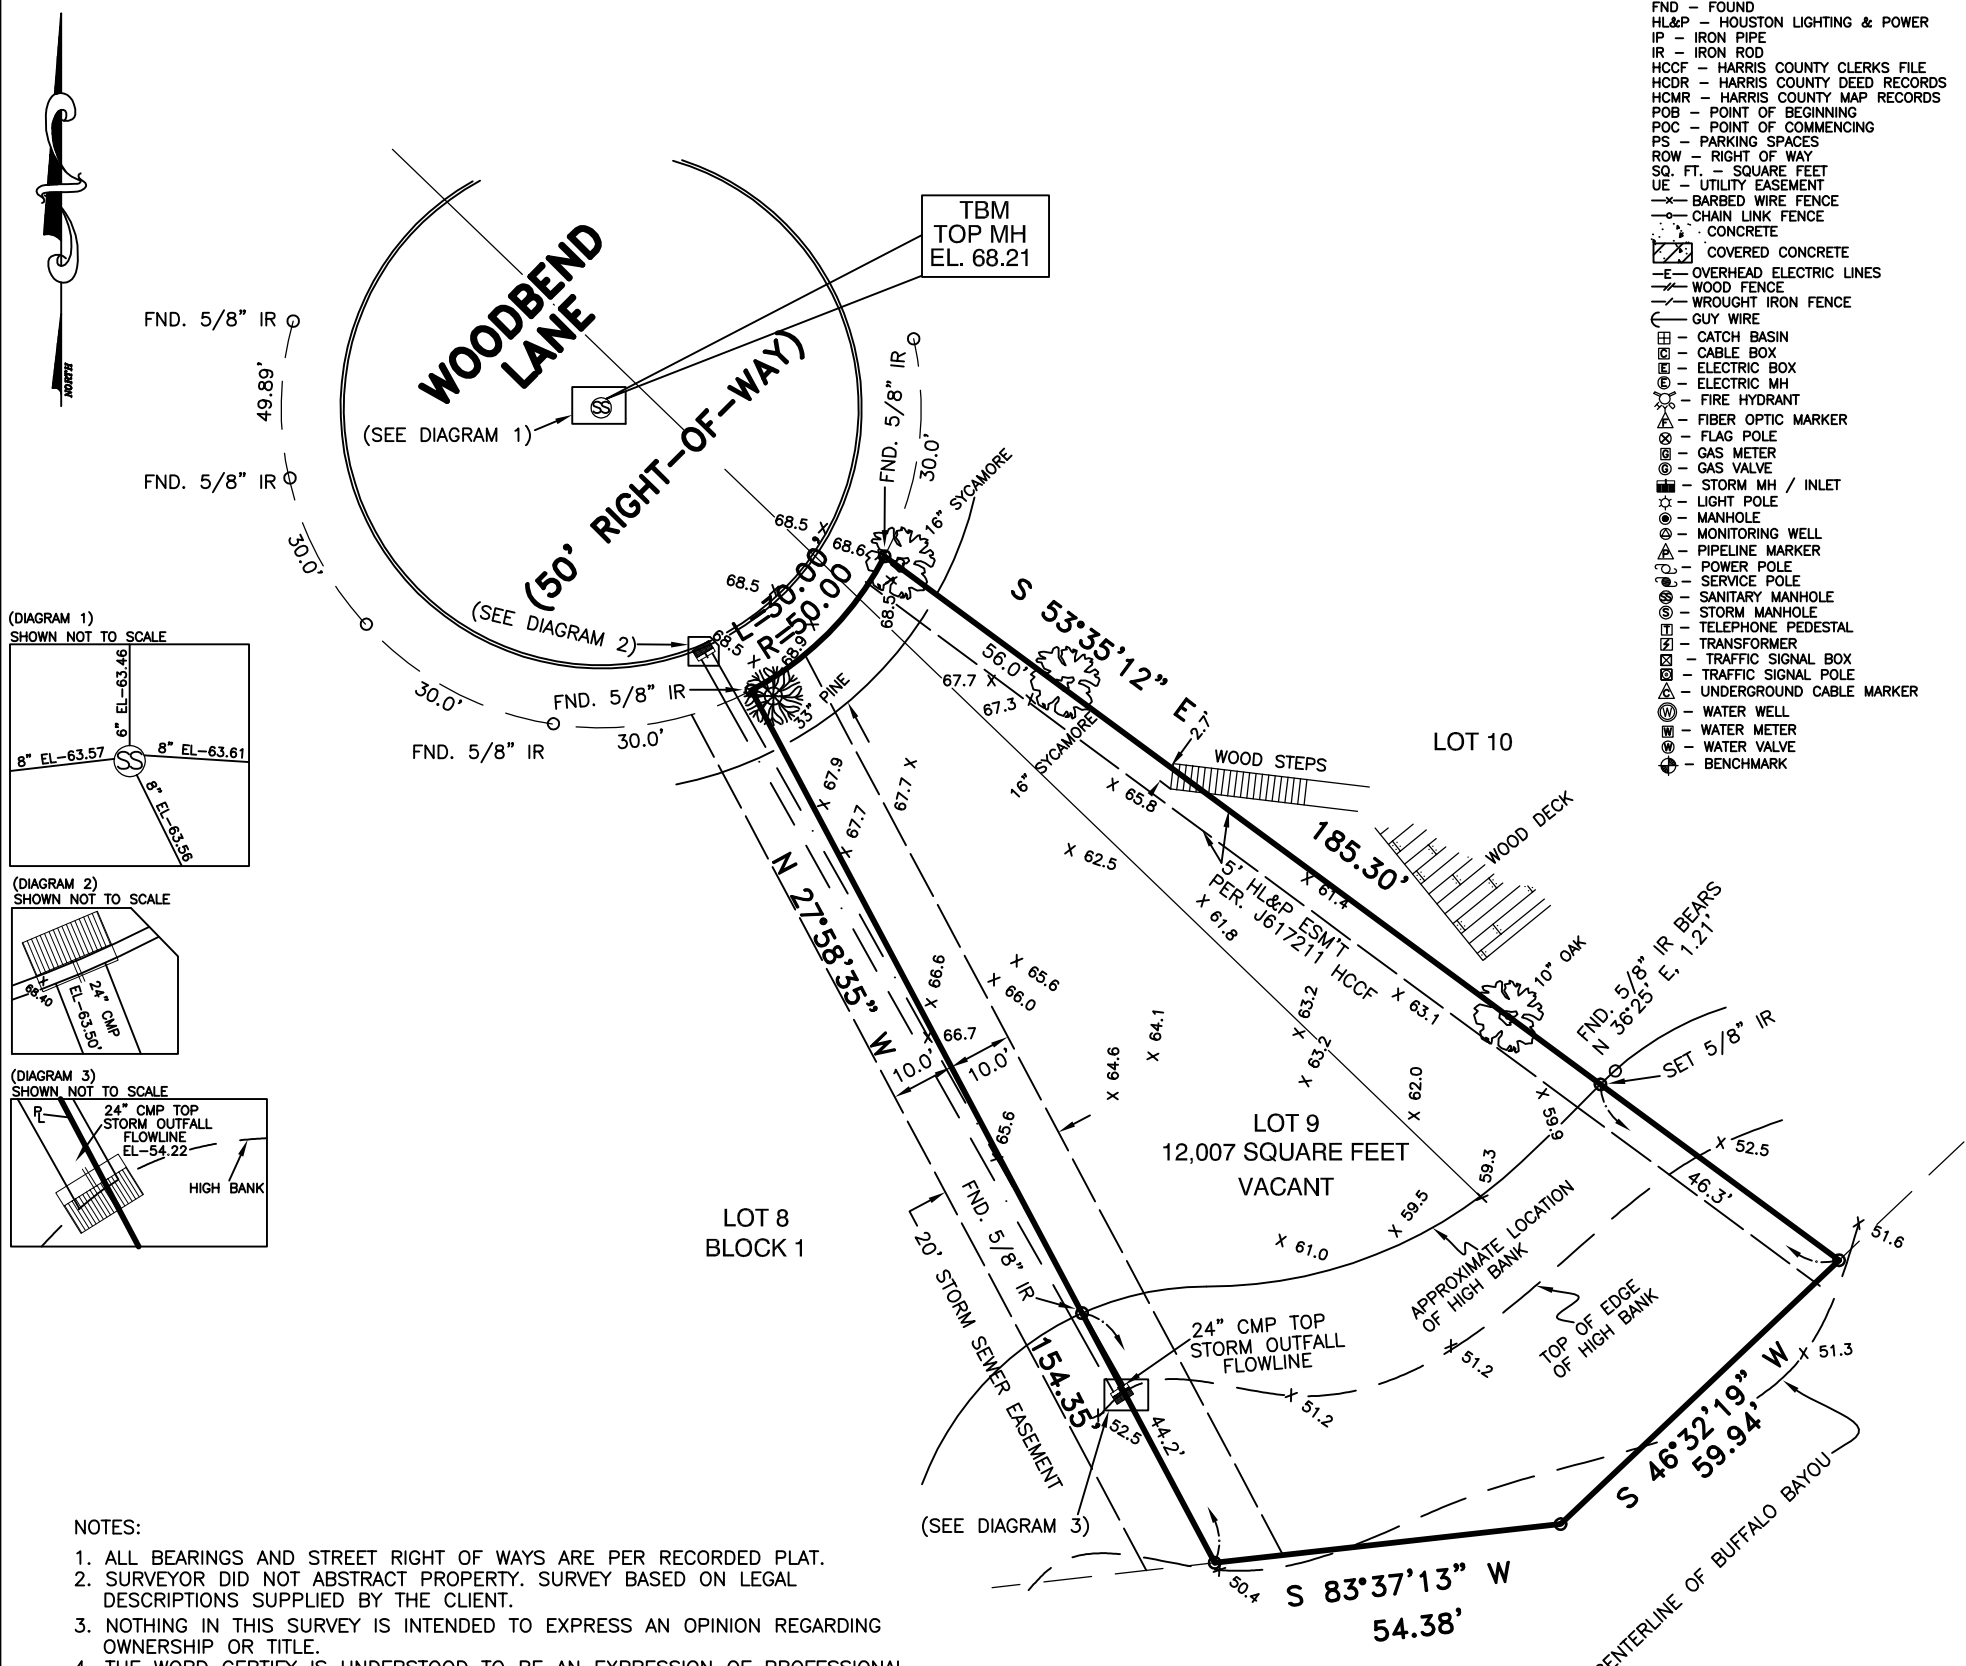 FND – FOUND
HL&P – HOUSTON LIGHTING & POWER
IP – IRON PIPE
IR – IRON ROD
HCCF – HARRIS COUNTY CLERKS FILE
HCDR – HARRIS COUNTY DEED RECORDS
HCMR – HARRIS COUNTY MAP RECORDS
POB – POINT OF BEGINNING
POC – POINT OF COMMENCING
PS – PARKING SPACES
ROW – RIGHT OF WAY
SQ. FT. – SQUARE FEET
UE – UTILITY EASEMENT
BARBED WIRE FENCE
CHAIN LINK FENCE
CONCRETE
COVERED CONCRETE
OVERHEAD ELECTRIC LINES
WOOD FENCE
WROUGHT IRON FENCE
GUY WIRE
– CATCH BASIN
C – CABLE BOX
E – ELECTRIC BOX
E – ELECTRIC MH
– FIRE HYDRANT
F – FIBER OPTIC MARKER
– FLAG POLE
G – GAS METER
G – GAS VALVE
– STORM MH / INLET
– LIGHT POLE
– MANHOLE
– MONITORING WELL
P – PIPELINE MARKER
– POWER POLE
– SERVICE POLE
SS – SANITARY MANHOLE
S – STORM MANHOLE
T – TELEPHONE PEDESTAL
– TRANSFORMER
– TRAFFIC SIGNAL BOX
– TRAFFIC SIGNAL POLE
C – UNDERGROUND CABLE MARKER
W – WATER WELL
W – WATER METER
W – WATER VALVE
– BENCHMARK
NORTH
TBM
TOP MH
EL. 68.21
WOODBEND
LANE
(50' RIGHT–OF–WAY)
SS
(SEE DIAGRAM 1)
FND. 5/8" IR
49.89'
FND. 5/8" IR
30.0'
30.0'
FND. 5/8" IR
30.0'
FND. 5/8" IR
(SEE DIAGRAM 2)
FND. 5/8" IR
30.0'
16" SYCAMORE
L=30.00'
R=50.00
68.5
68.6
68.5
68.5
68.5
68.9
33" PINE
S 53°35'12" E
185.30'
56.0'
67.7
67.3
16" SYCAMORE
2.7'
WOOD STEPS
LOT 10
WOOD DECK
65.8
62.5
61.4
61.8
5' HL&P ESM'T
PER. J617211 HCCF
10" OAK
63.1
63.2
63.2
FND. 5/8" IR BEARS
N 36°25' E, 1.21'
SET 5/8" IR
67.9
67.7
67.7
N 27°58'35" W
154.35'
66.6
65.6
66.0
66.7
10.0'
10.0'
64.1
64.6
62.0
59.9
65.6
LOT 9
12,007 SQUARE FEET
VACANT
59.3
59.5
61.0
52.5
46.3'
51.6
51.3
LOT 8
BLOCK 1
FND. 5/8" IR
20' STORM SEWER EASEMENT
APPROXIMATE LOCATION
OF HIGH BANK
TOP OF EDGE
OF HIGH BANK
24" CMP TOP
STORM OUTFALL
FLOWLINE
51.2
51.2
52.5
44.2'
(SEE DIAGRAM 3)
50.4
S 46°32'19" W
59.94'
S 83°37'13" W
54.38'
CENTERLINE OF BUFFALO BAYOU
(DIAGRAM 1)
SHOWN NOT TO SCALE
6" EL–63.46
8" EL–63.57
8" EL–63.61
SS
8" EL–63.56
(DIAGRAM 2)
SHOWN NOT TO SCALE
68.40
24" CMP
EL–63.50'
(DIAGRAM 3)
SHOWN NOT TO SCALE
PL
24" CMP TOP
STORM OUTFALL
FLOWLINE
EL–54.22
HIGH BANK
NOTES:
1. ALL BEARINGS AND STREET RIGHT OF WAYS ARE PER RECORDED PLAT.
2. SURVEYOR DID NOT ABSTRACT PROPERTY. SURVEY BASED ON LEGAL
DESCRIPTIONS SUPPLIED BY THE CLIENT.
3. NOTHING IN THIS SURVEY IS INTENDED TO EXPRESS AN OPINION REGARDING
OWNERSHIP OR TITLE.
4. THE WORD CERTIFY IS UNDERSTOOD TO BE AN EXPRESSION OF PROFESSIONAL